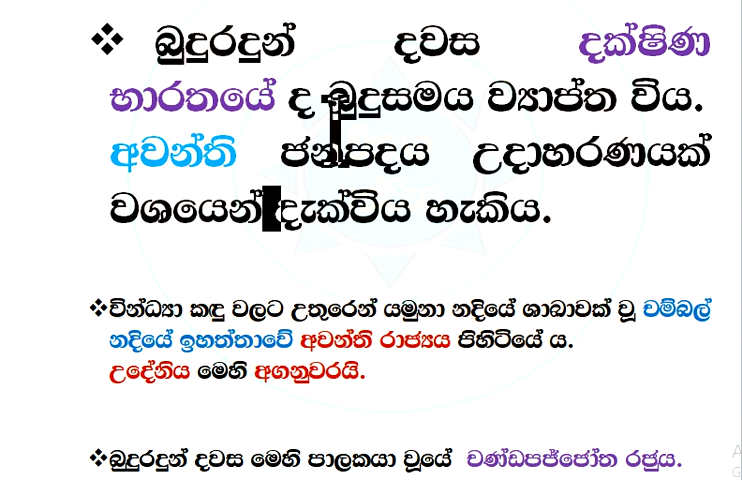 ❖ බුදුරදුන් දවස දක්ෂිණ
භාරතයේ ද බුදුසමය ව්‍යාප්ත විය.
අවන්ති ජනපදය උදාහරණයක්
වශයෙන් දැක්විය හැකිය.
❖වින්ධ්‍යා කඳු වලට උතුරෙන් යමුනා නදියේ ශාඛාවක් වූ චම්බල්
නදියේ ඉහත්තාවේ අවන්ති රාජ්‍යය පිහිටියේ ය.
උදේනිය මෙහි අගනුවරයි.
❖බුදුරදුන් දවස මෙහි පාලකයා වූයේ චණ්ඩපජ්ජෝත රජුය.